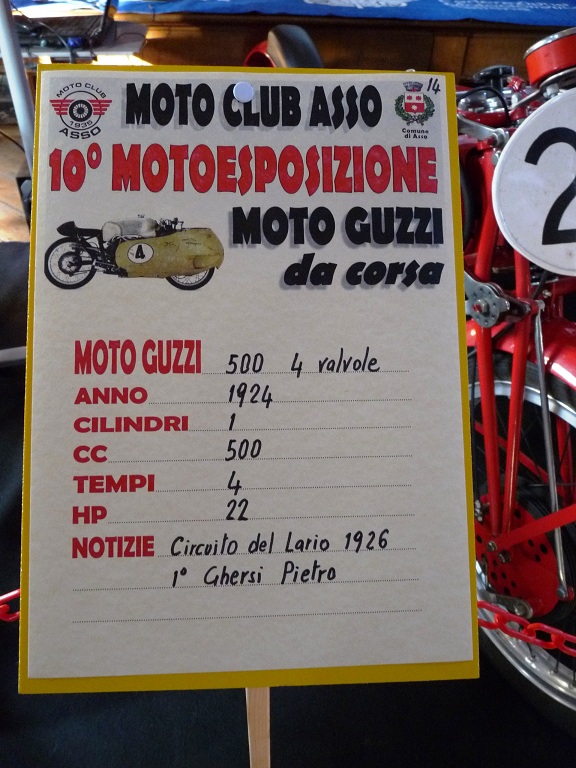 14
MOTO CLUB
1935
ASSO
MOTO CLUB ASSO
Comune
di Asso
10° MOTOESPOSIZIONE
MOTO GUZZI
da corsa
4
2
MOTO GUZZI 500 4 valvole
ANNO 1924
CILINDRI 1
CC 500
TEMPI 4
HP 22
NOTIZIE Circuito del Lario 1926
1° Ghersi Pietro